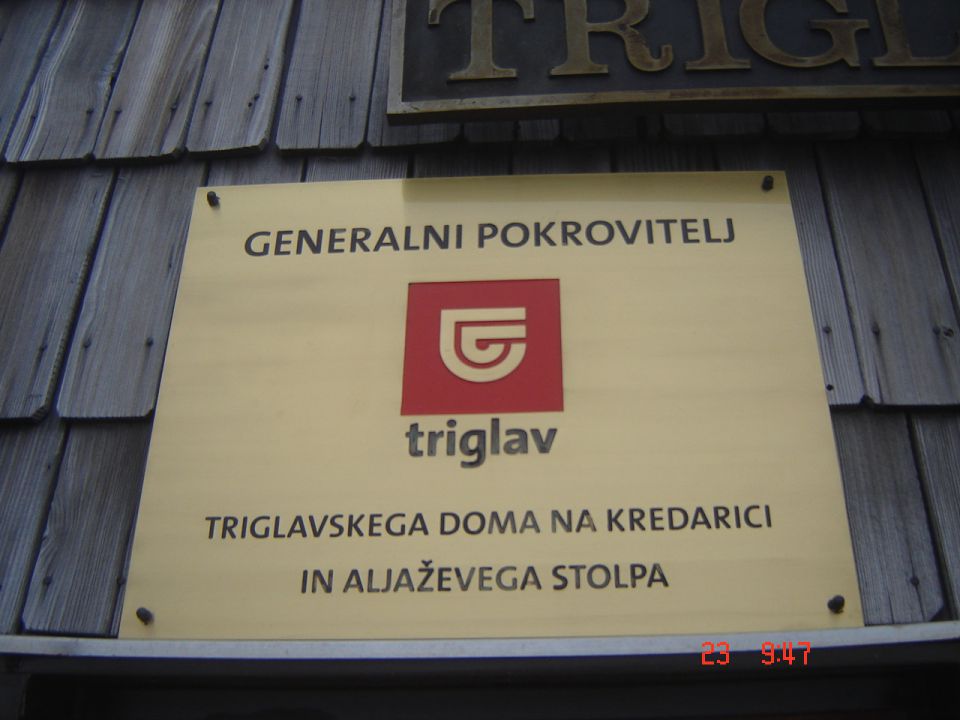 TRIGL
GENERALNI POKROVITELJ
triglav
TRIGLAVSKEGA DOMA NA KREDARICI
IN ALJAŽEVEGA STOLPA
23 9:47